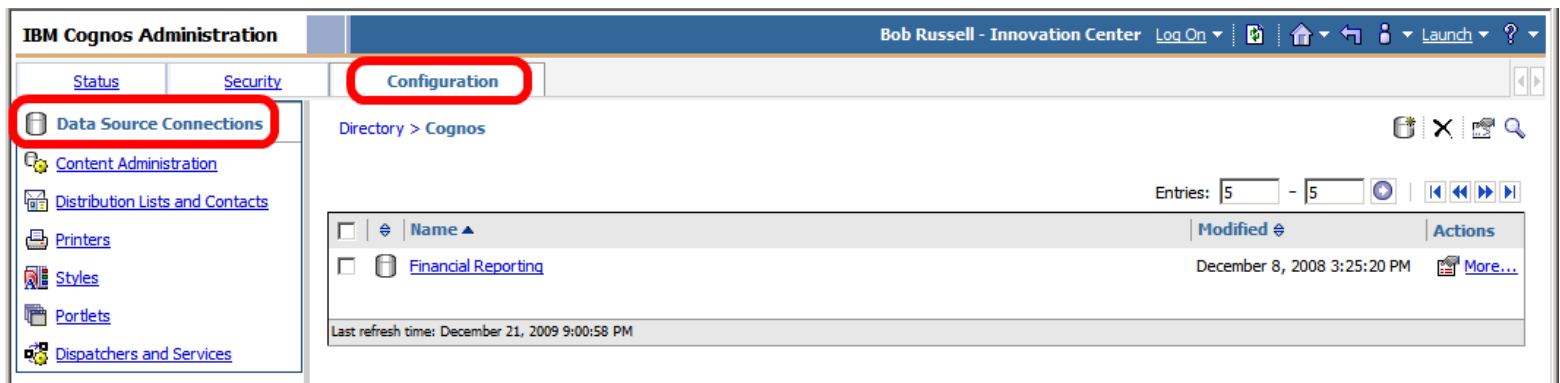 IBM Cognos Administration
Bob Russell - Innovation Center Log On Launch ?
Status Security Configuration
Data Source Connections
Directory > Cognos
Content Administration
Entries: 5 - 5
Distribution Lists and Contacts
Name Modified Actions
Printers
Financial Reporting December 8, 2008 3:25:20 PM More...
Styles
Portlets
Last refresh time: December 21, 2009 9:00:58 PM
Dispatchers and Services